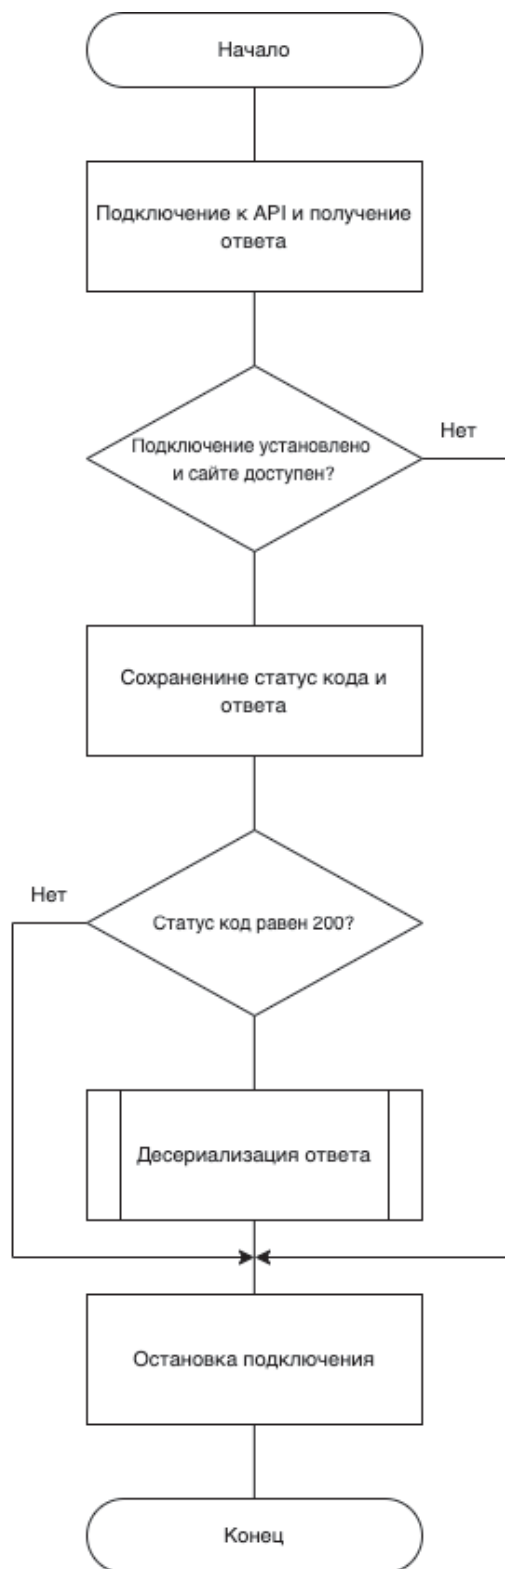 Начало
Подключение к API и получение
ответа
Подключение установлено
и сайте доступен?
Нет
Сохраненине статус кода и
ответа
Нет
Статус код равен 200?
Десериализация ответа
Остановка подключения
Конец